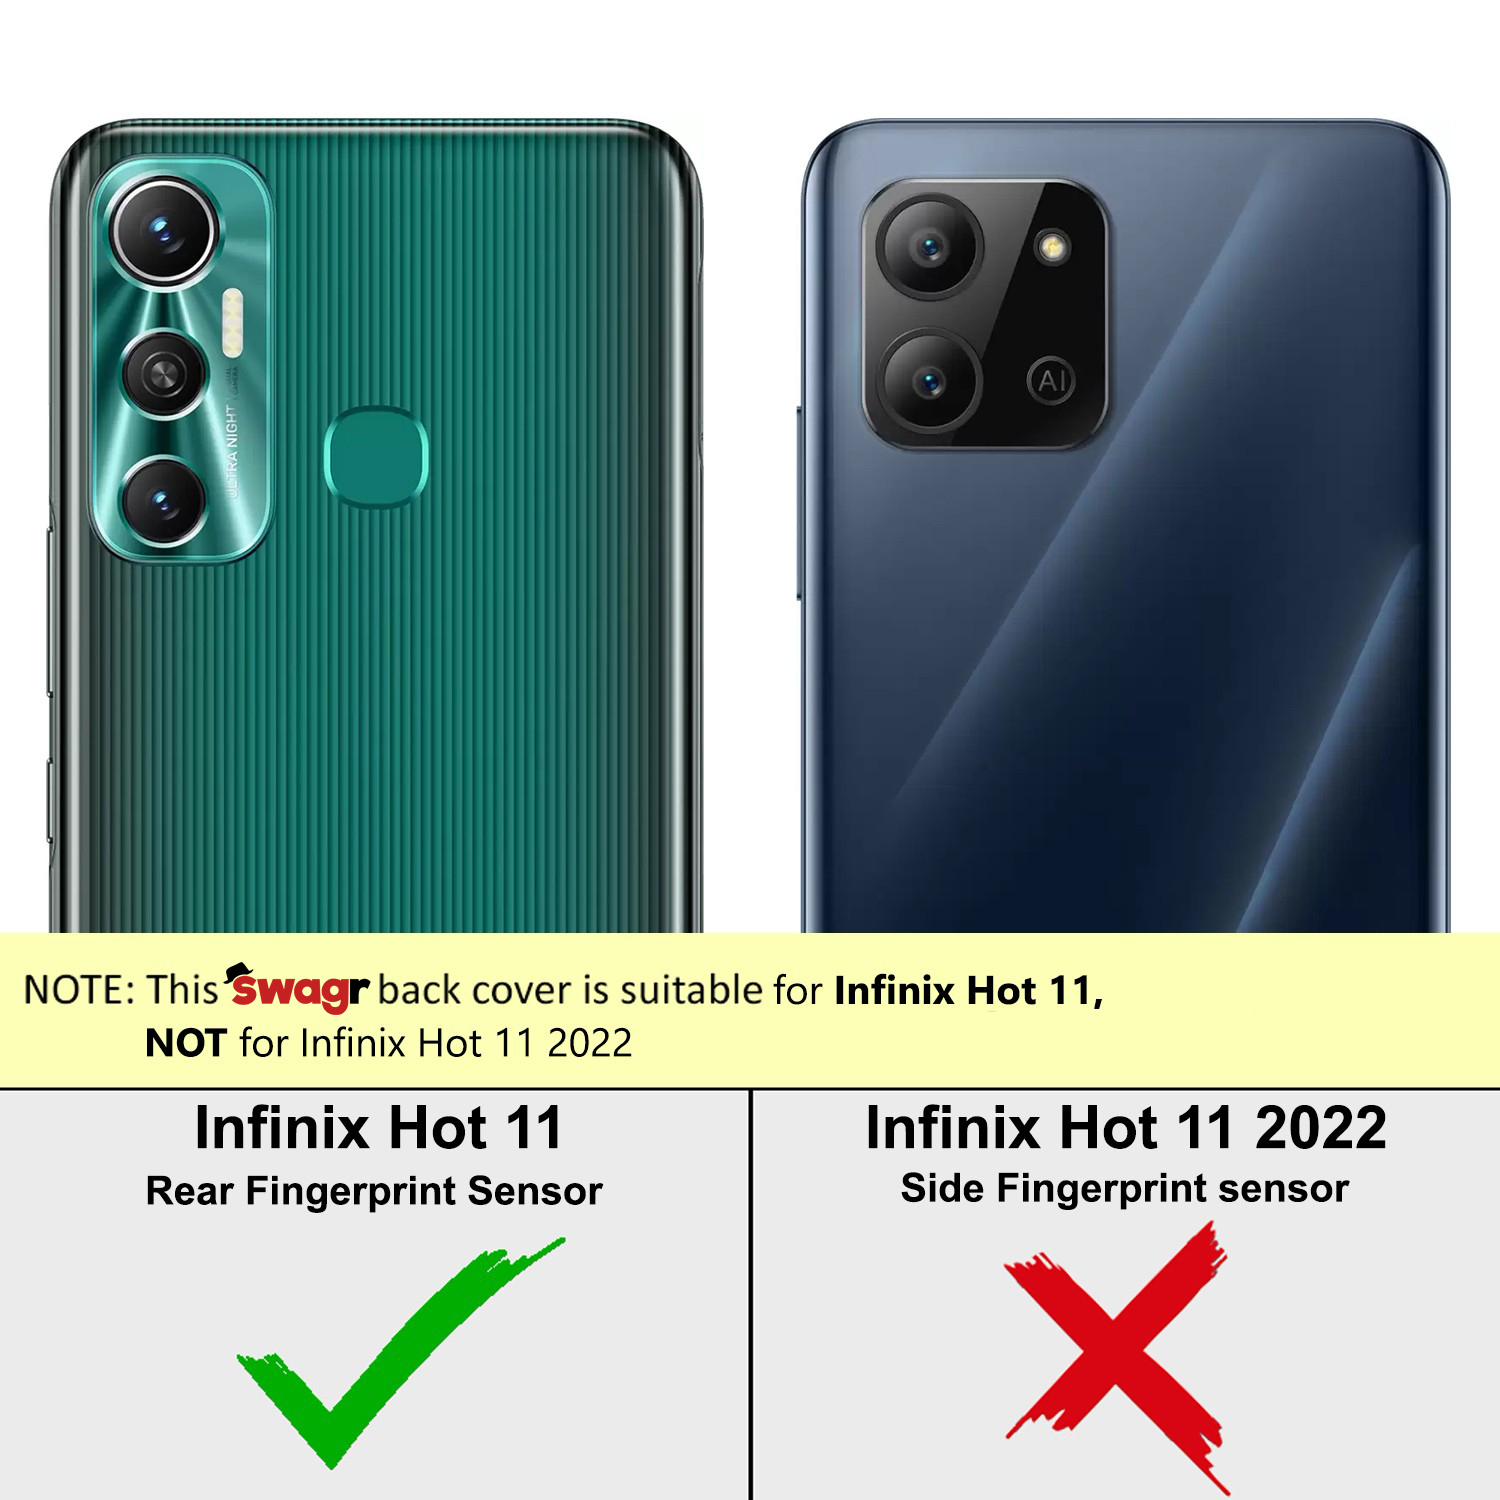 ULTRA NIGHT
AI
NOTE: This swagr back cover is suitable for Infinix Hot 11,
NOT for Infinix Hot 11 2022
Infinix Hot 11
Rear Fingerprint Sensor
Infinix Hot 11 2022
Side Fingerprint sensor